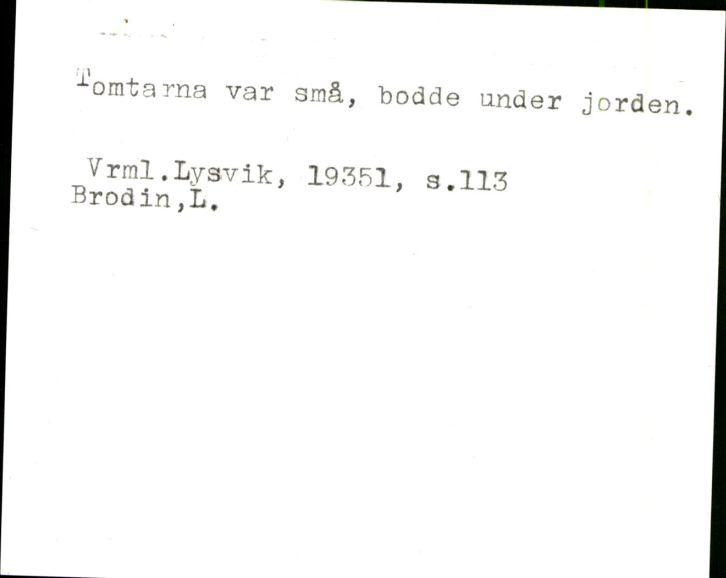 Tomtarna var små, bodde under jorden.
Vrml.Lysvik, 19351, s.113
Brodin,L.